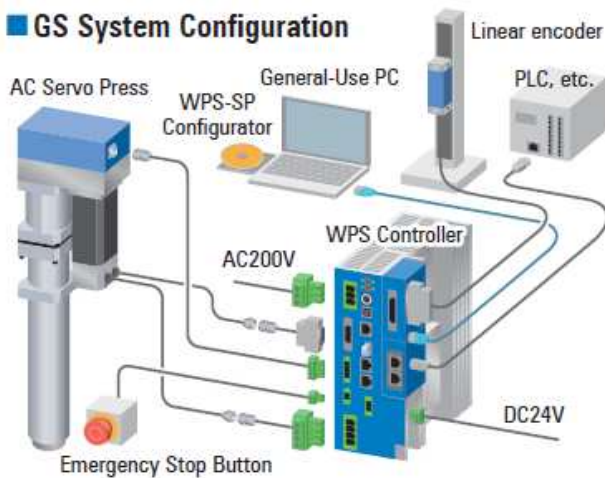 GS System Configuration
Linear encoder
AC Servo Press
General-Use PC
PLC, etc.
WPS-SP
Configurator
WPS Controller
AC200V
DC24V
Emergency Stop Button